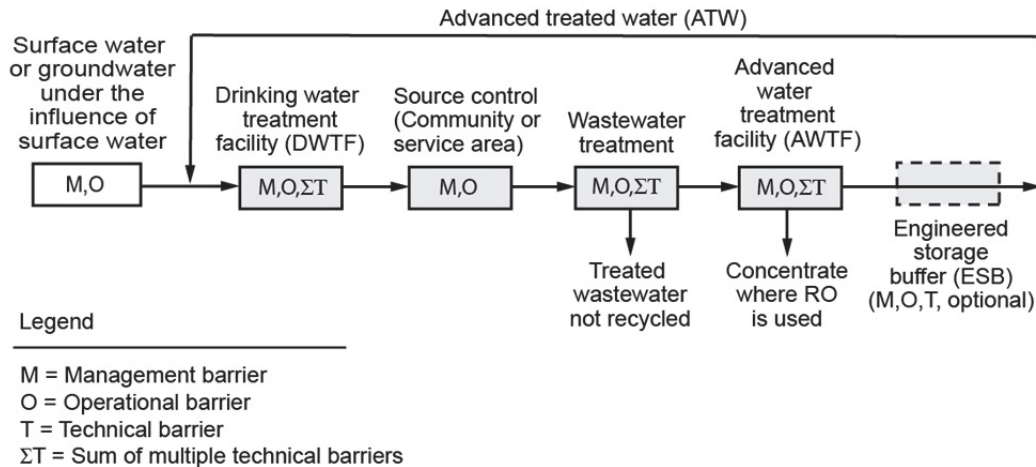 Advanced treated water (ATW)
Surface water
or groundwater
under the
influence of
surface water
M,O
Drinking water
treatment
facility (DWTF)
M,O,ΣT
Source control
(Community or
service area)
M,O
Wastewater
treatment
M,O,ΣT
Treated
wastewater
not recycled
Advanced
water
treatment
facility (AWTF)
M,O,ΣT
Concentrate
where RO
is used
Engineered
storage
buffer (ESB)
(M,O,T, optional)
Legend
M = Management barrier
O = Operational barrier
T = Technical barrier
ΣT = Sum of multiple technical barriers